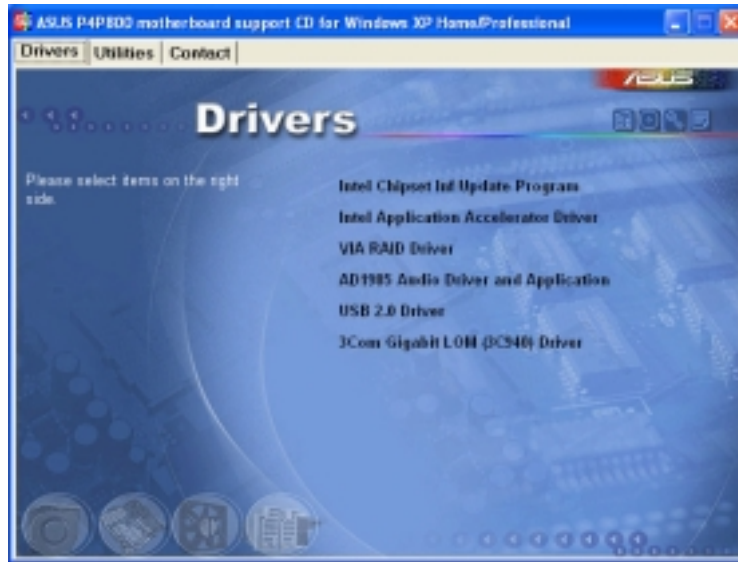 ASUS P4P800 motherboard support CD for Windows XP Home/Professional
Drivers Utilities Contact
ASUS
Drivers
Please select items on the right
side.
Intel Chipset Inf Update Program
Intel Application Accelerator Driver
VIA RAID Driver
AD1985 Audio Driver and Application
USB 2.0 Driver
3Com Gigabit LOM (3C940) Driver